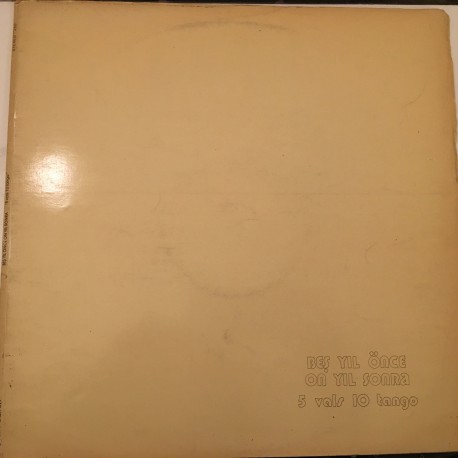 BEŞ YIL ÖNCE
ON YIL SONRA
5 vals 10 tango